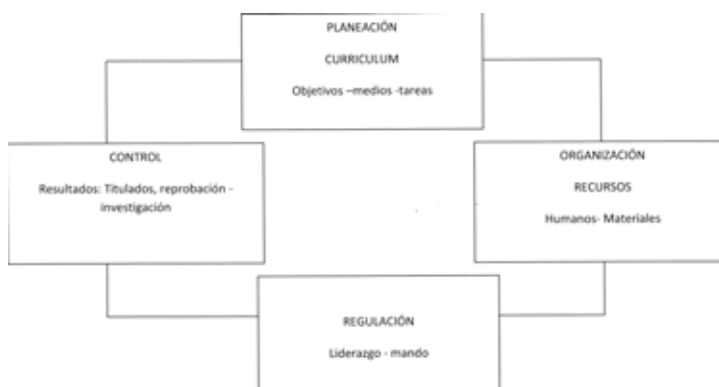 PLANEACIÓN
CURRICULUM
Objetivos –medios -tareas
CONTROL
Resultados: Titulados, reprobación -
investigación
ORGANIZACIÓN
RECURSOS
Humanos- Materiales
REGULACIÓN
Liderazgo - mando